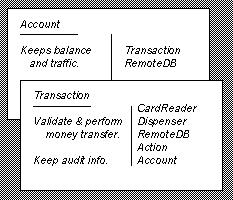 Account
Keeps balance
and traffic.
Transaction
RemoteDB
Transaction
Validate & perform
money transfer.
Keep audit info.
CardReader
Dispenser
RemoteDB
Action
Account